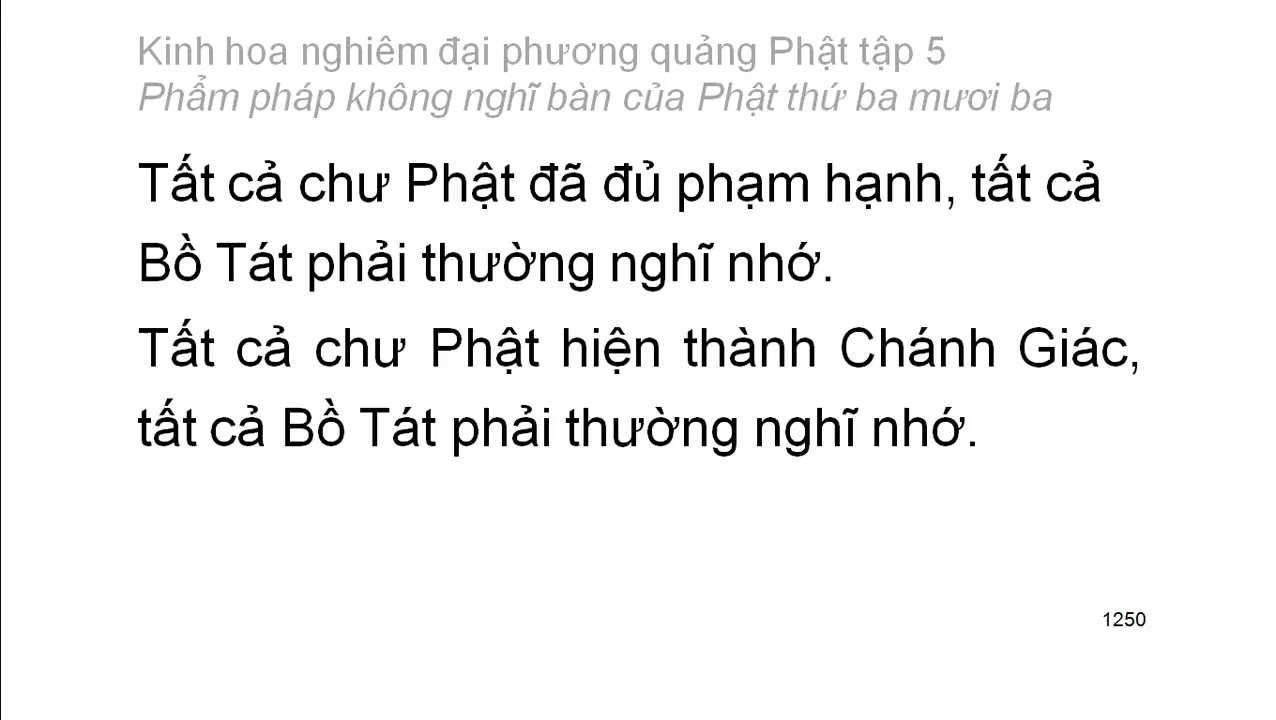 Kinh hoa nghiêm đại phương quảng Phật tập 5
Phẩm pháp không nghĩ bàn của Phật thứ ba mươi ba
Tất cả chư Phật đã đủ phạm hạnh, tất cả
Bồ Tát phải thường nghĩ nhớ.
Tất cả chư Phật hiện thành Chánh Giác,
tất cả Bồ Tát phải thường nghĩ nhớ.
1250